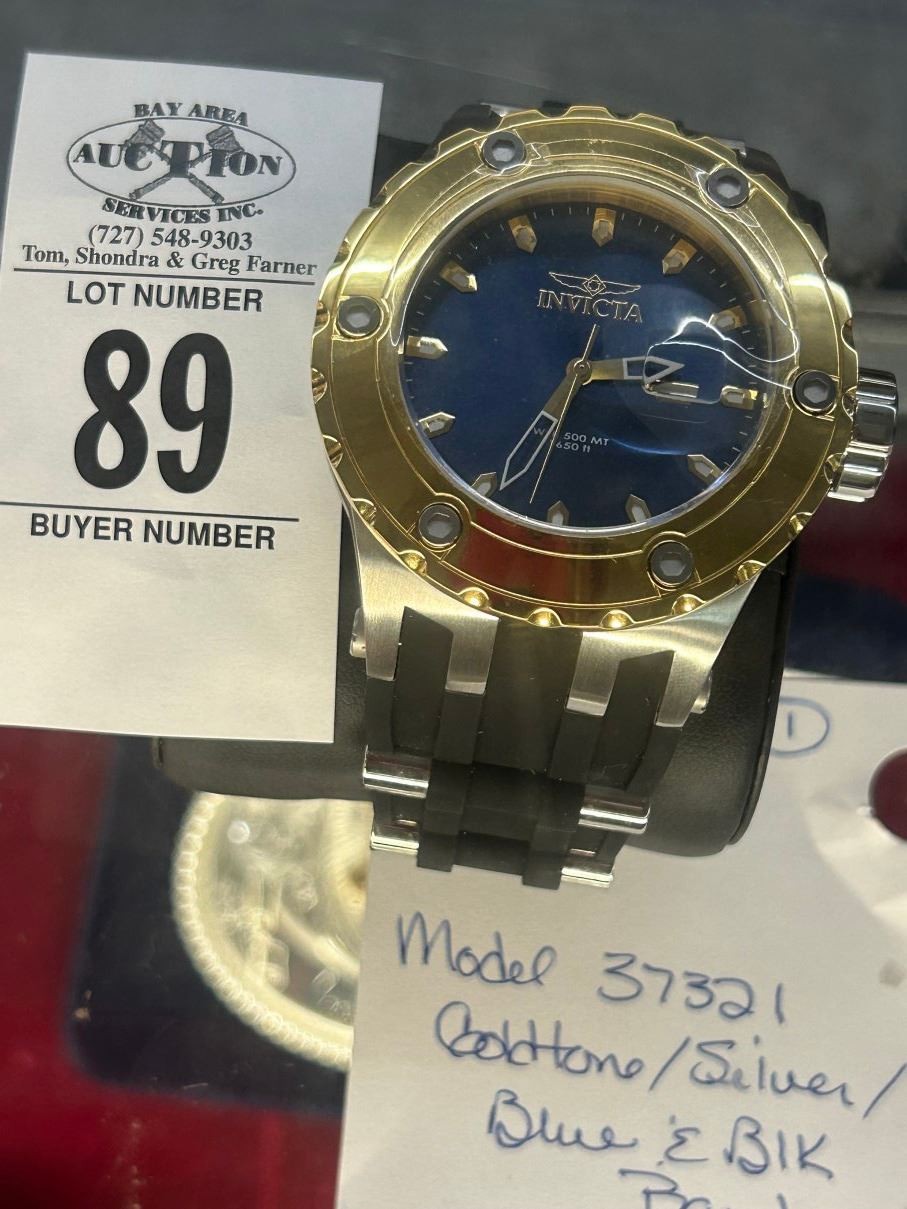 BAY AREA
AUCTION
SERVICES INC.
(727) 548-9303
Tom, Shondra & Greg Farner
LOT NUMBER
89
BUYER NUMBER
INVICTA
500 MT
650 ft
1
Model 37321
Goldtone/Silver/
Blue & Blk